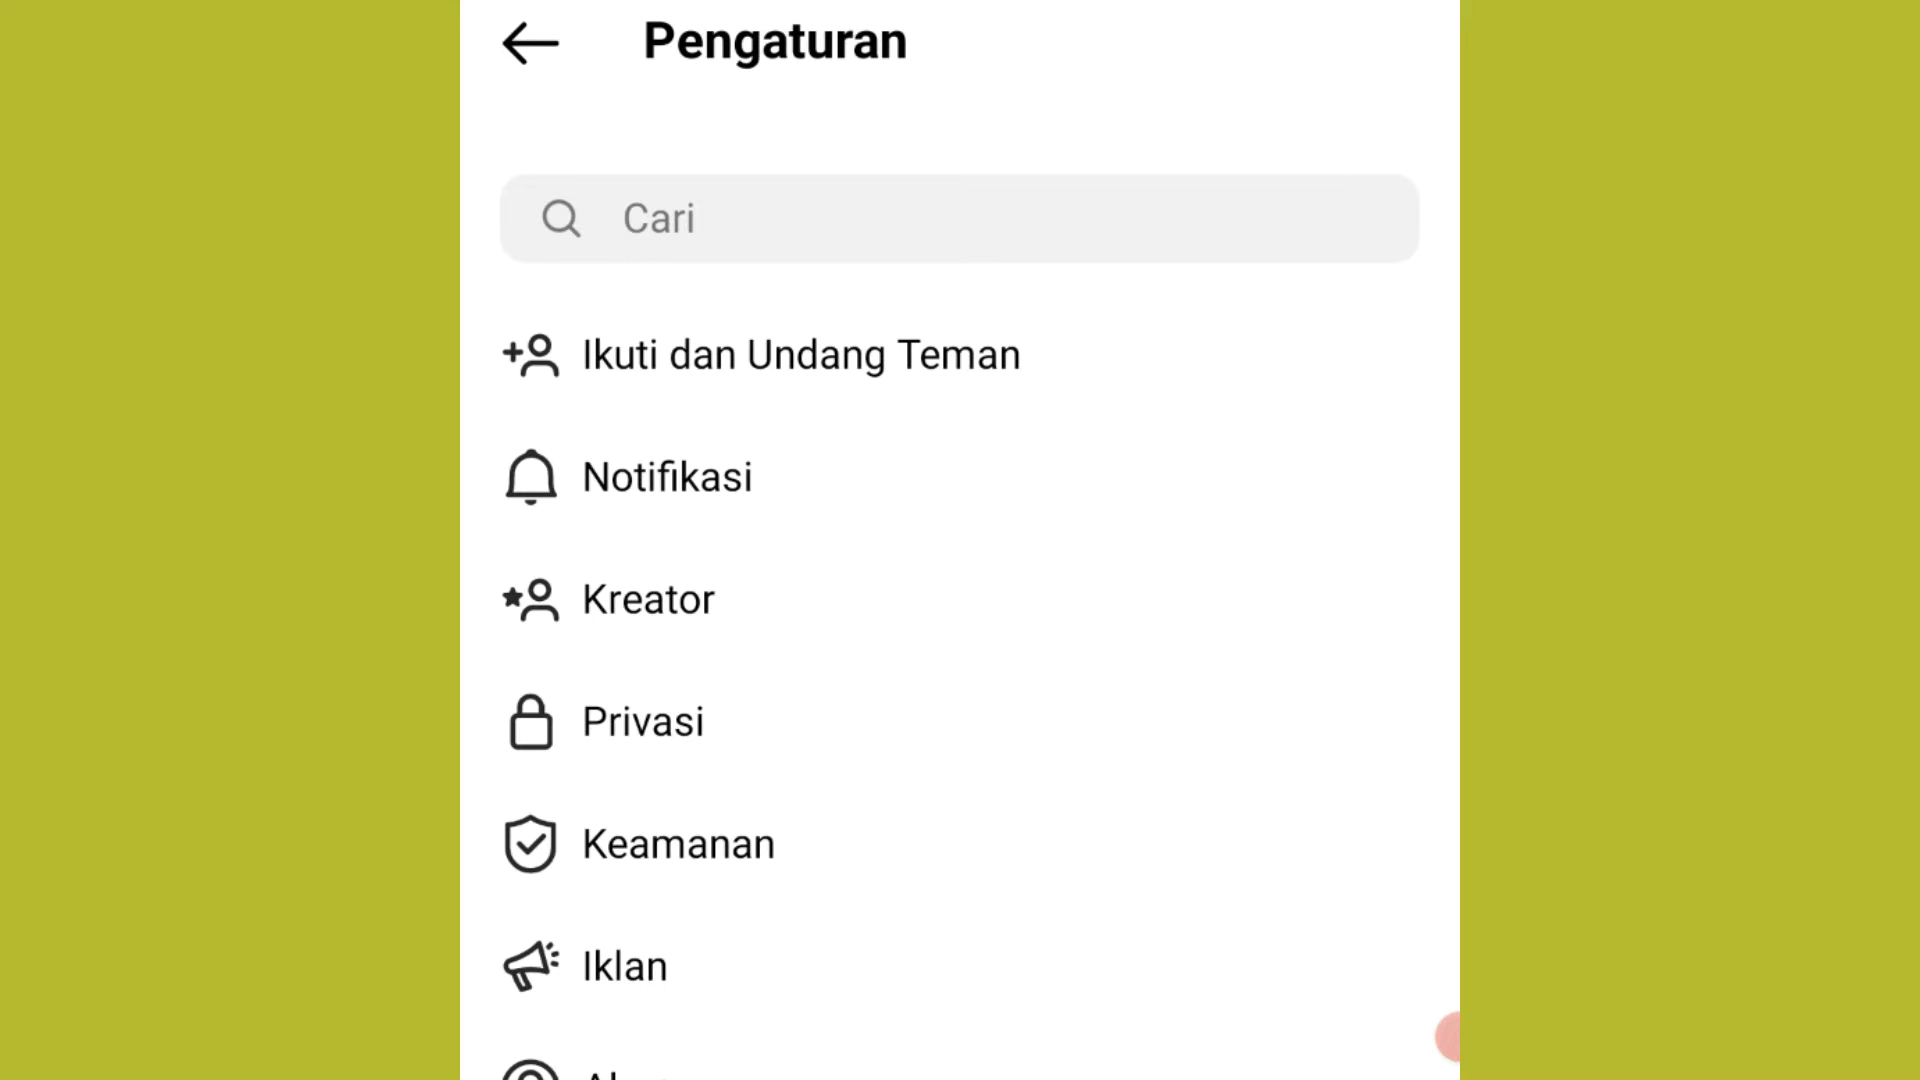 Pengaturan
Cari
Ikuti dan Undang Teman
Notifikasi
Kreator
Privasi
Keamanan
Iklan